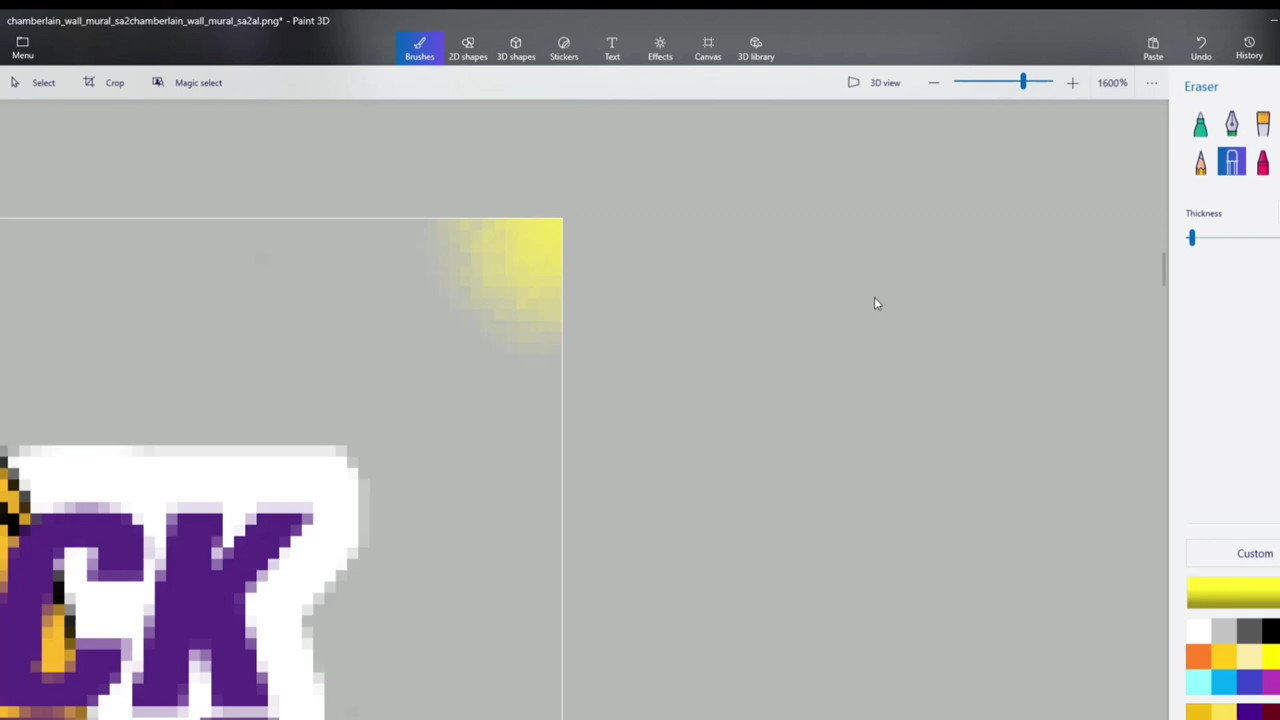 chamberlain_wall_mural_sa2chamberlain_wall_mural_sa2al.png* - Paint 3D
Menu
Brushes
2D shapes
3D shapes
Stickers
Text
Effects
Canvas
3D library
Paste
Undo
History
Select
Crop
Magic select
3D view
1600%
Eraser
Thickness
CK
Custom